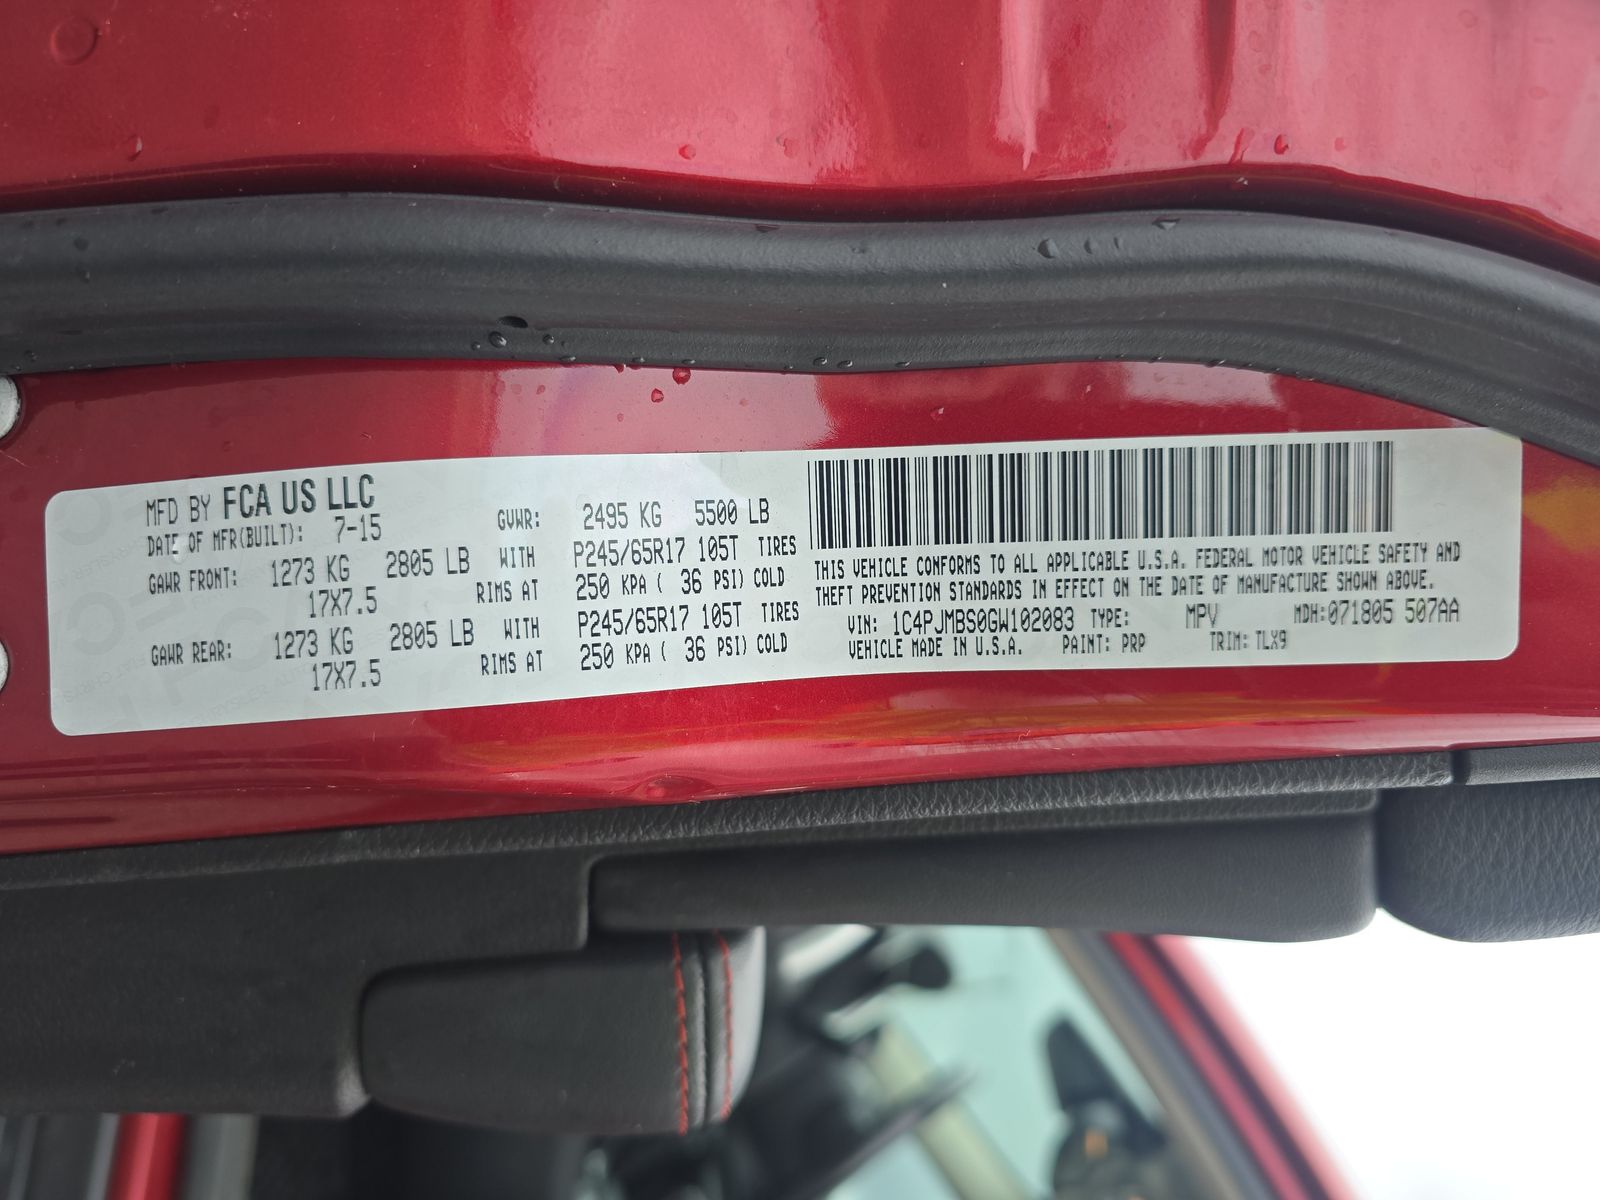 MFD BY FCA US LLC
DATE OF MFR(BUILT): 7-15 GVWR: 2495 KG 5500 LB
GAWR FRONT: 1273 KG 2805 LB WITH P245/65R17 105T TIRES
17X7.5 RIMS AT 250 KPA ( 36 PSI) COLD
GAWR REAR: 1273 KG 2805 LB WITH P245/65R17 105T TIRES
17X7.5 RIMS AT 250 KPA ( 36 PSI) COLD
THIS VEHICLE CONFORMS TO ALL APPLICABLE U.S.A. FEDERAL MOTOR VEHICLE SAFETY AND
THEFT PREVENTION STANDARDS IN EFFECT ON THE DATE OF MANUFACTURE SHOWN ABOVE.
VIN: 1C4PJMBS0GW102083 TYPE: MPV MDH:071805 507AA
VEHICLE MADE IN U.S.A. PAINT: PRP TRIM: TLX9